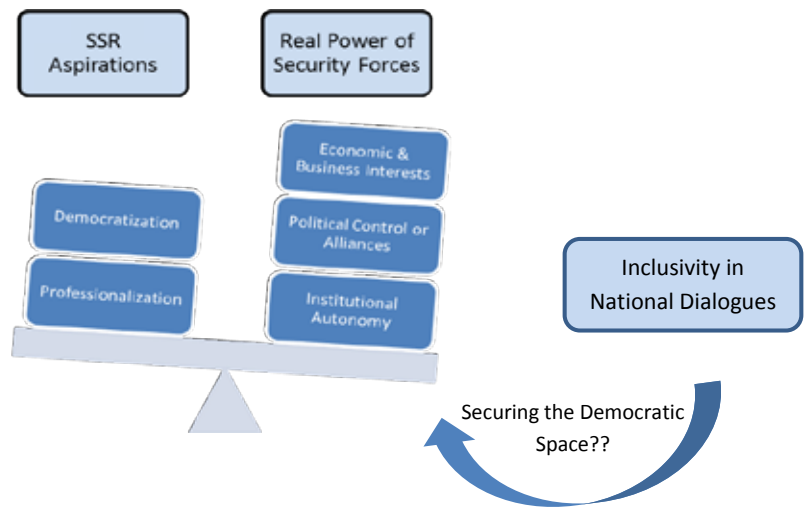 SSR
Aspirations
Real Power of
Security Forces
Democratization
Professionalization
Economic &
Business Interests
Political Control or
Alliances
Institutional
Autonomy
Inclusivity in
National Dialogues
Securing the Democratic
Space??